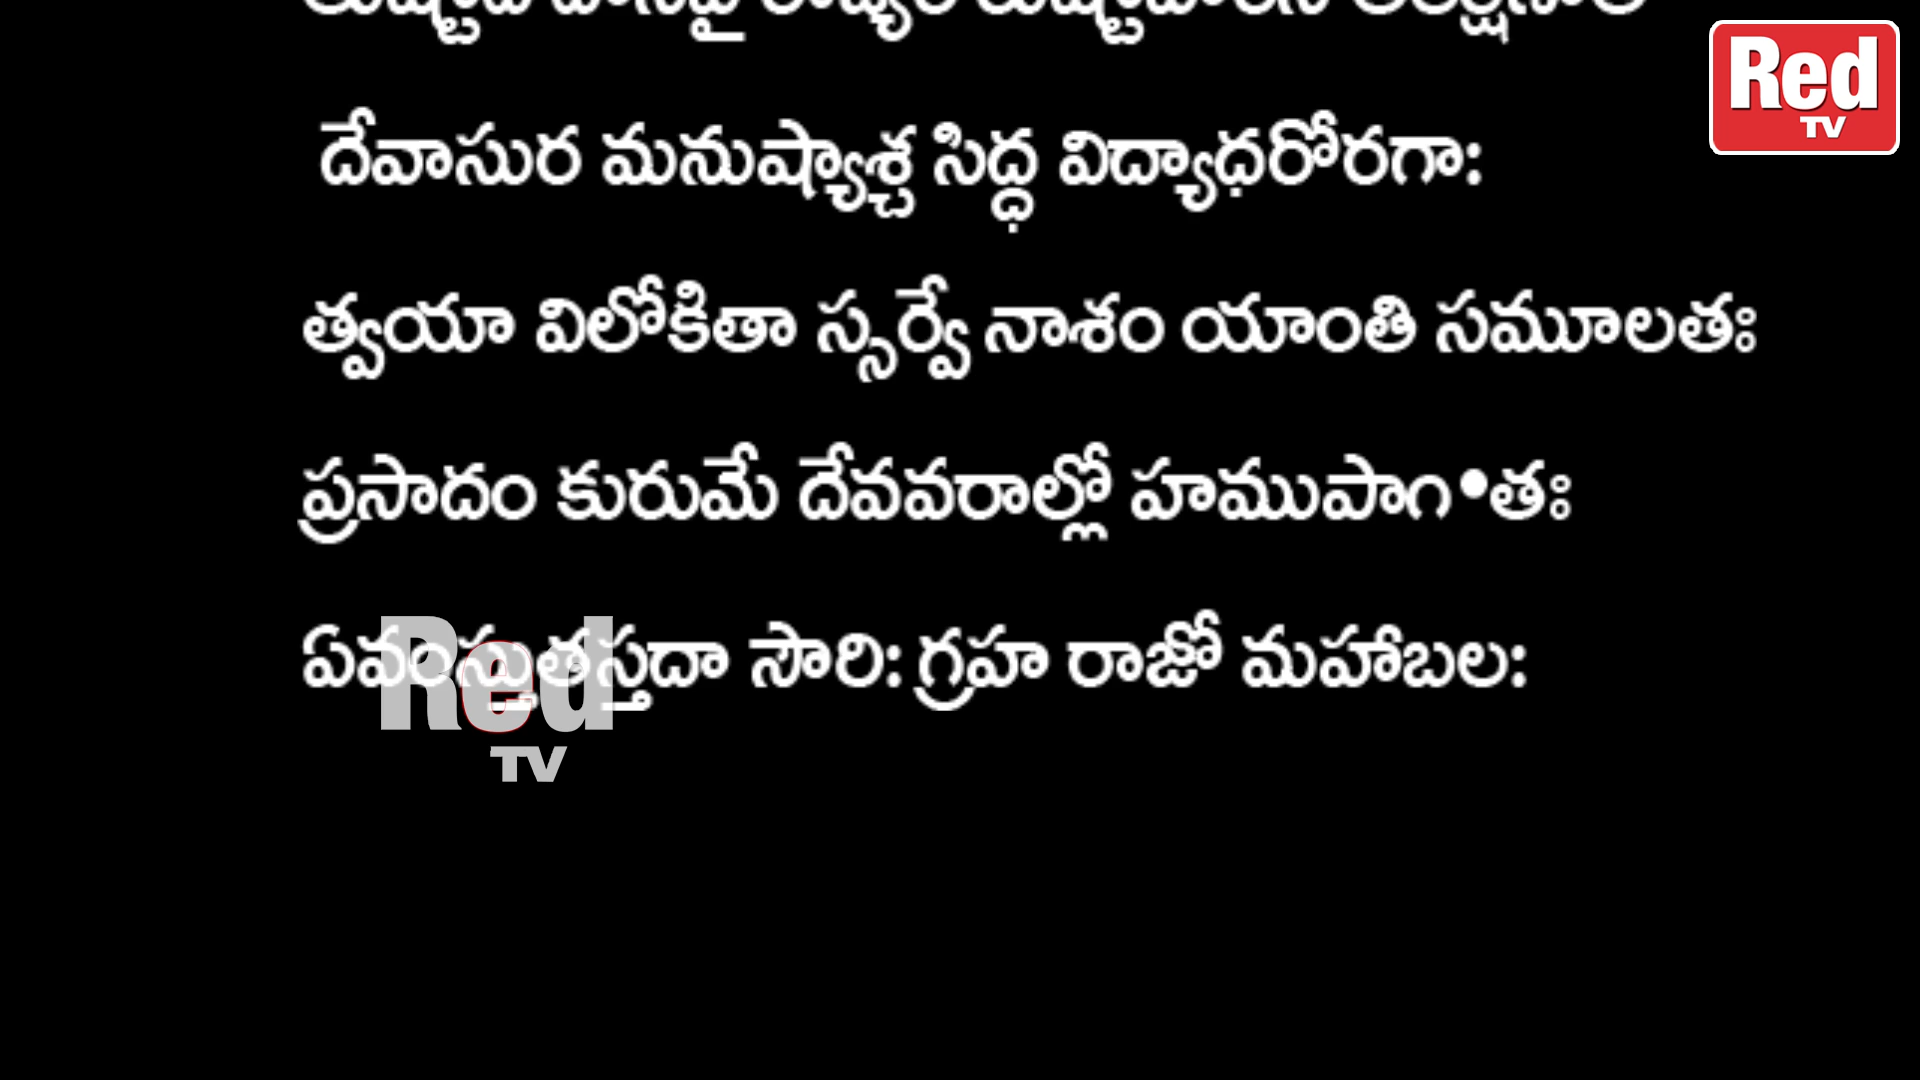 Red
TV
దేవాసుర మనుష్యాశ్చ సిద్ధ విద్యాధరోరగా:
త్వయా విలోకితా స్సర్వే నాశం యాంతి సమూలతః
ప్రసాదం కురుమే దేవవరాల్లో హముపాగ•తః
ఏవంస్తుతస్తదా సౌరి: గ్రహ రాజో మహాబల:
Red
TV